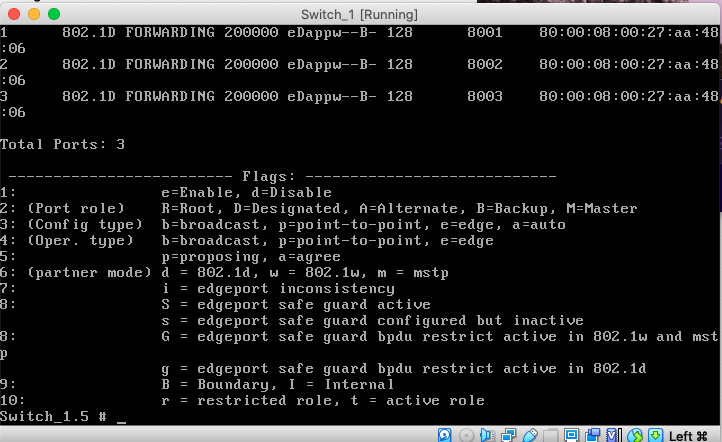 Switch_1 [Running]
1 802.1D FORWARDING 200000 eDappw--B- 128 8001 80:00:08:00:27:aa:48
:06
2 802.1D FORWARDING 200000 eDappw--B- 128 8002 80:00:08:00:27:aa:48
:06
3 802.1D FORWARDING 200000 eDappw--B- 128 8003 80:00:08:00:27:aa:48
:06
Total Ports: 3
------------------------- Flags: ----------------------------
1: e=Enable, d=Disable
2: (Port role) R=Root, D=Designated, A=Alternate, B=Backup, M=Master
3: (Config type) b=broadcast, p=point-to-point, e=edge, a=auto
4: (Oper. type) b=broadcast, p=point-to-point, e=edge
5: p=proposing, a=agree
6: (partner mode) d = 802.1d, w = 802.1w, m = mstp
7: i = edgeport inconsistency
8: S = edgeport safe guard active
s = edgeport safe guard configured but inactive
8: G = edgeport safe guard bpdu restrict active in 802.1w and mst
p
g = edgeport safe guard bpdu restrict active in 802.1d
9: B = Boundary, I = Internal
10: r = restricted role, t = active role
Switch_1.5 # _
Left ⌘